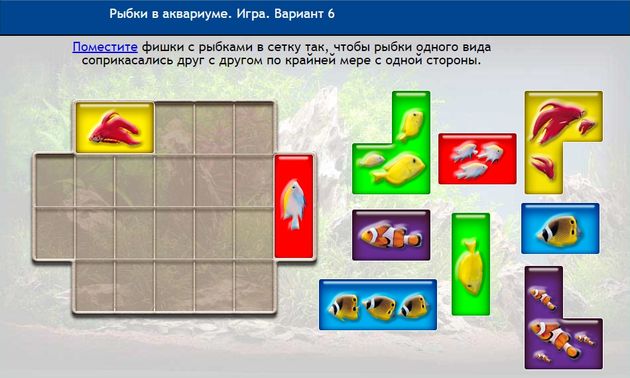 Рыбки в аквариуме. Игра. Вариант 6
Поместите фишки с рыбками в сетку так, чтобы рыбки одного вида
соприкасались друг с другом по крайней мере с одной стороны.